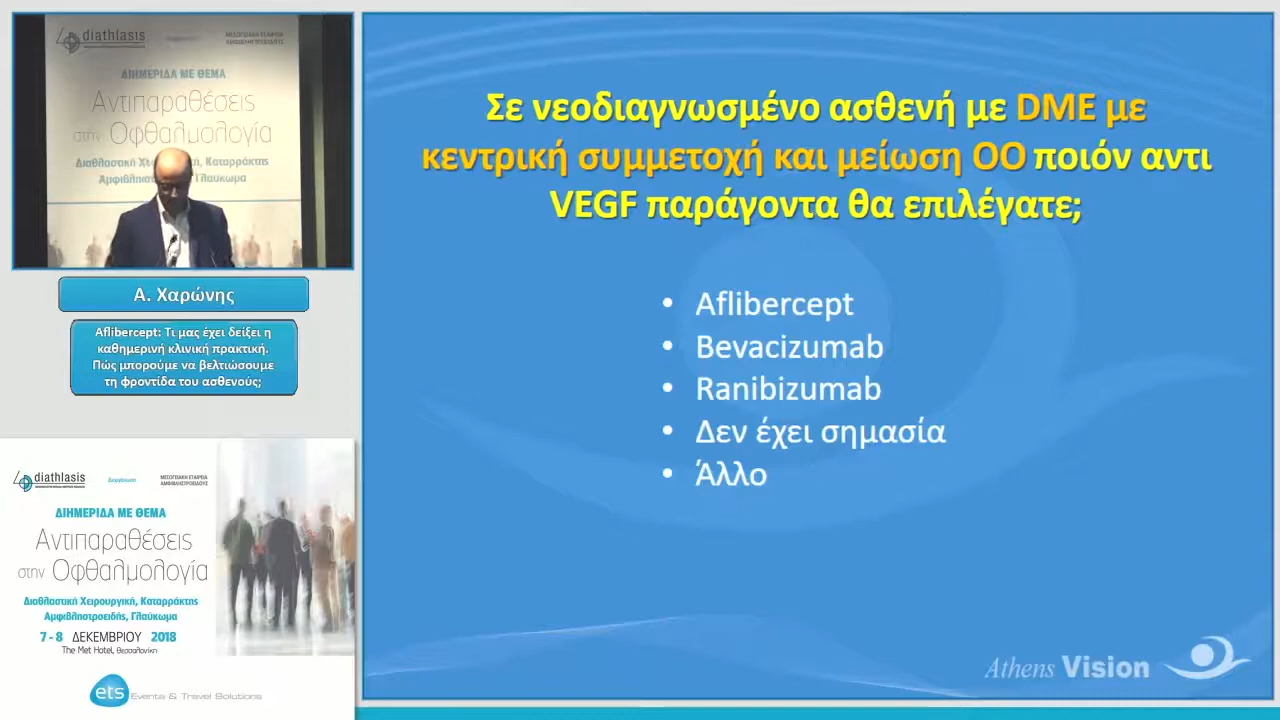 diathlasis
ΜΕΣΟΓΕΙΑΚΗ ΕΤΑΙΡΕΙΑ
ΑΜΦΙΒΛΗΣΤΡΟΕΙΔΟΥΣ
ΔΙΗΜΕΡΙΔΑ ΜΕ ΘΕΜΑ
Αντιπαραθέσεις
στην Οφθαλμολογία
Διαθλαστική Χειρουργική, Καταρράκτης
Αμφιβληστροειδής, Γλαύκωμα
Α. Χαρώνης
Aflibercept: Τι μας έχει δείξει η
καθημερινή κλινική πρακτική.
Πώς μπορούμε να βελτιώσουμε
τη φροντίδα του ασθενούς;
diathlasis
Διοργάνωση
ΜΕΣΟΓΕΙΑΚΗ ΕΤΑΙΡΕΙΑ
ΑΜΦΙΒΛΗΣΤΡΟΕΙΔΟΥΣ
ΔΙΗΜΕΡΙΔΑ ΜΕ ΘΕΜΑ
Αντιπαραθέσεις
στην Οφθαλμολογία
Διαθλαστική Χειρουργική, Καταρράκτης
Αμφιβληστροειδής, Γλαύκωμα
7 - 8 ΔΕΚΕΜΒΡΙΟΥ 2018
The Met Hotel, Θεσσαλονίκη
ets Events & Travel Solutions
Σε νεοδιαγνωσμένο ασθενή με DME με
κεντρική συμμετοχή και μείωση ΟΟ ποιόν αντι
VEGF παράγοντα θα επιλέγατε;
• Aflibercept
• Bevacizumab
• Ranibizumab
• Δεν έχει σημασία
• Άλλο
Athens Vision